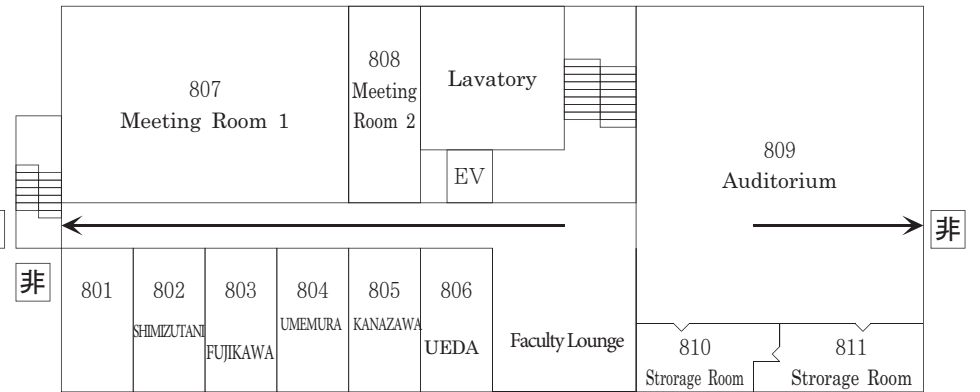 807
Meeting Room 1
808
Meeting
Room 2
Lavatory
EV
809
Auditorium
非
非
801
802
SHIMIZUTANI
803
FUJIKAWA
804
UMEMURA
805
KANAZAWA
806
UEDA
Faculty Lounge
810
Strorage Room
811
Strorage Room